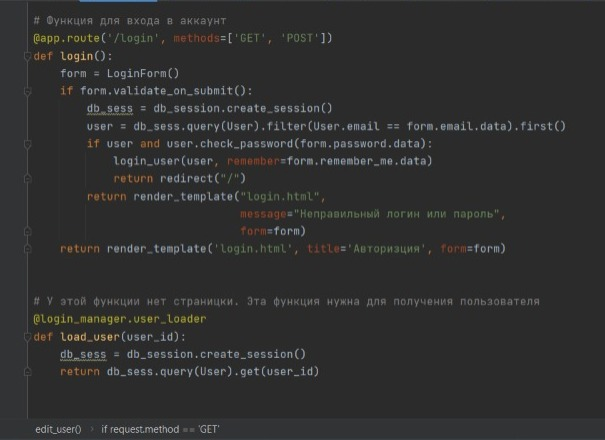 # Функция для входа в аккаунт
@app.route('/login', methods=['GET', 'POST'])
def login():
    form = LoginForm()
    if form.validate_on_submit():
        db_sess = db_session.create_session()
        user = db_sess.query(User).filter(User.email == form.email.data).first()
        if user and user.check_password(form.password.data):
            login_user(user, remember=form.remember_me.data)
            return redirect("/")
        return render_template("login.html",
                               message="Неправильный логин или пароль",
                               form=form)
    return render_template('login.html', title='Авторизция', form=form)
# У этой функции нет страницки. Эта функция нужна для получения пользователя
@login_manager.user_loader
def load_user(user_id):
    db_sess = db_session.create_session()
    return db_sess.query(User).get(user_id)
edit_user() › if request.method == 'GET'